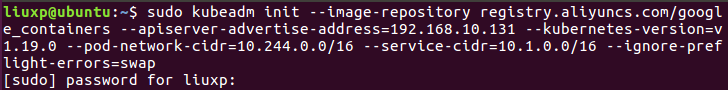 liuxp@ubuntu:~$ sudo kubeadm init --image-repository registry.aliyuncs.com/googl
e_containers --apiserver-advertise-address=192.168.10.131 --kubernetes-version=v
1.19.0 --pod-network-cidr=10.244.0.0/16 --service-cidr=10.1.0.0/16 --ignore-pref
light-errors=swap
[sudo] password for liuxp: